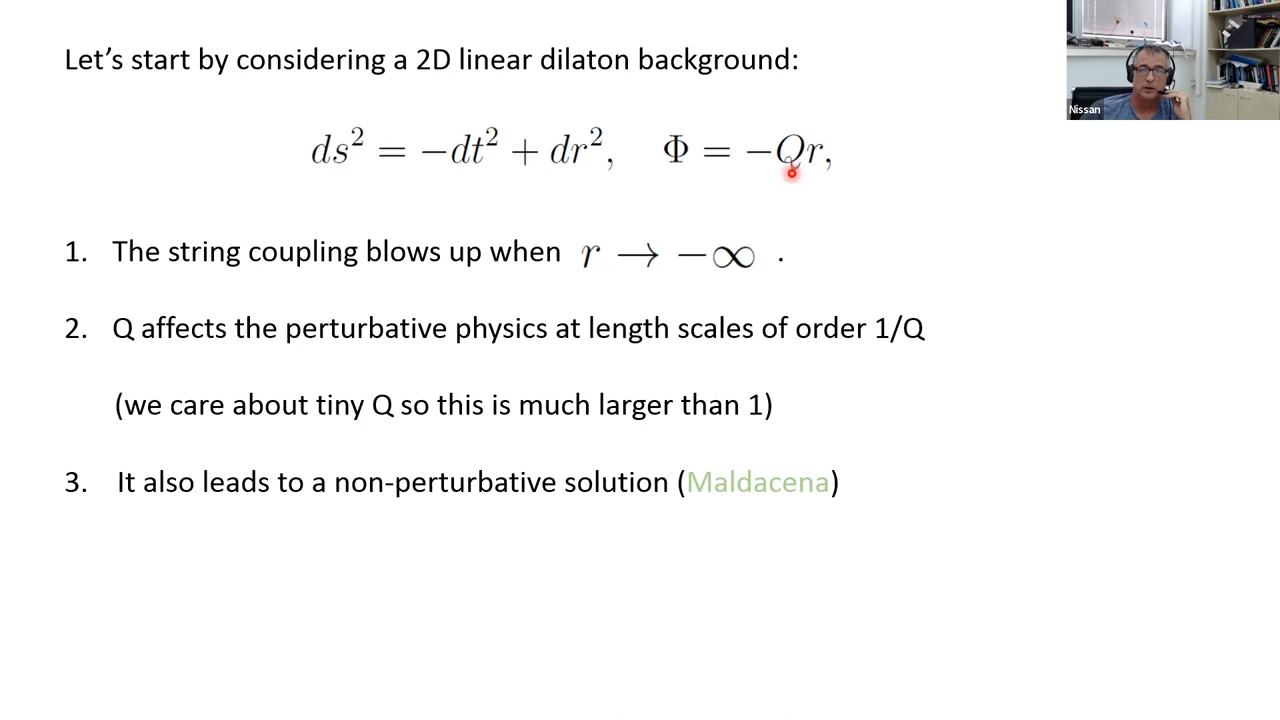 Let's start by considering a 2D linear dilaton background:
ds² = −dt² + dr², Φ = −Qr,
1. The string coupling blows up when r → −∞ .
2. Q affects the perturbative physics at length scales of order 1/Q
(we care about tiny Q so this is much larger than 1)
3. It also leads to a non-perturbative solution (Maldacena)
Nissan